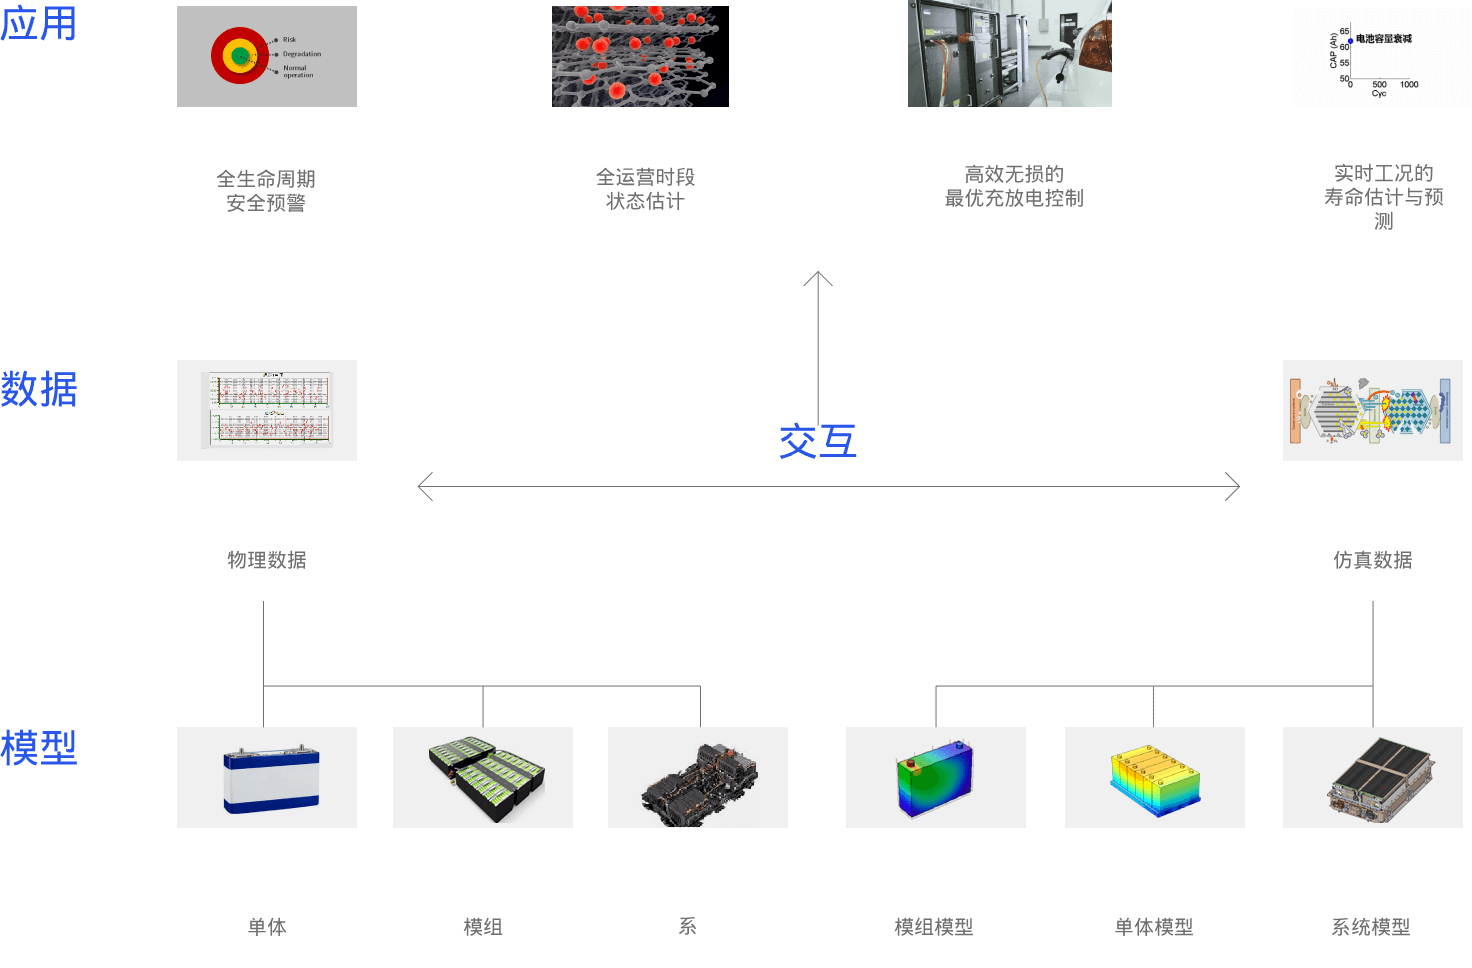 应用
Risk
Degradation
Normal
operation
CAP (Ah)
65
60
55
50
电池容量衰减
0
500
1000
Cyc
全生命周期
安全预警
全运营时段
状态估计
高效无损的
最优充放电控制
实时工况的
寿命估计与预
测
数据
交互
物理数据
仿真数据
模型
单体
模组
系
模组模型
单体模型
系统模型